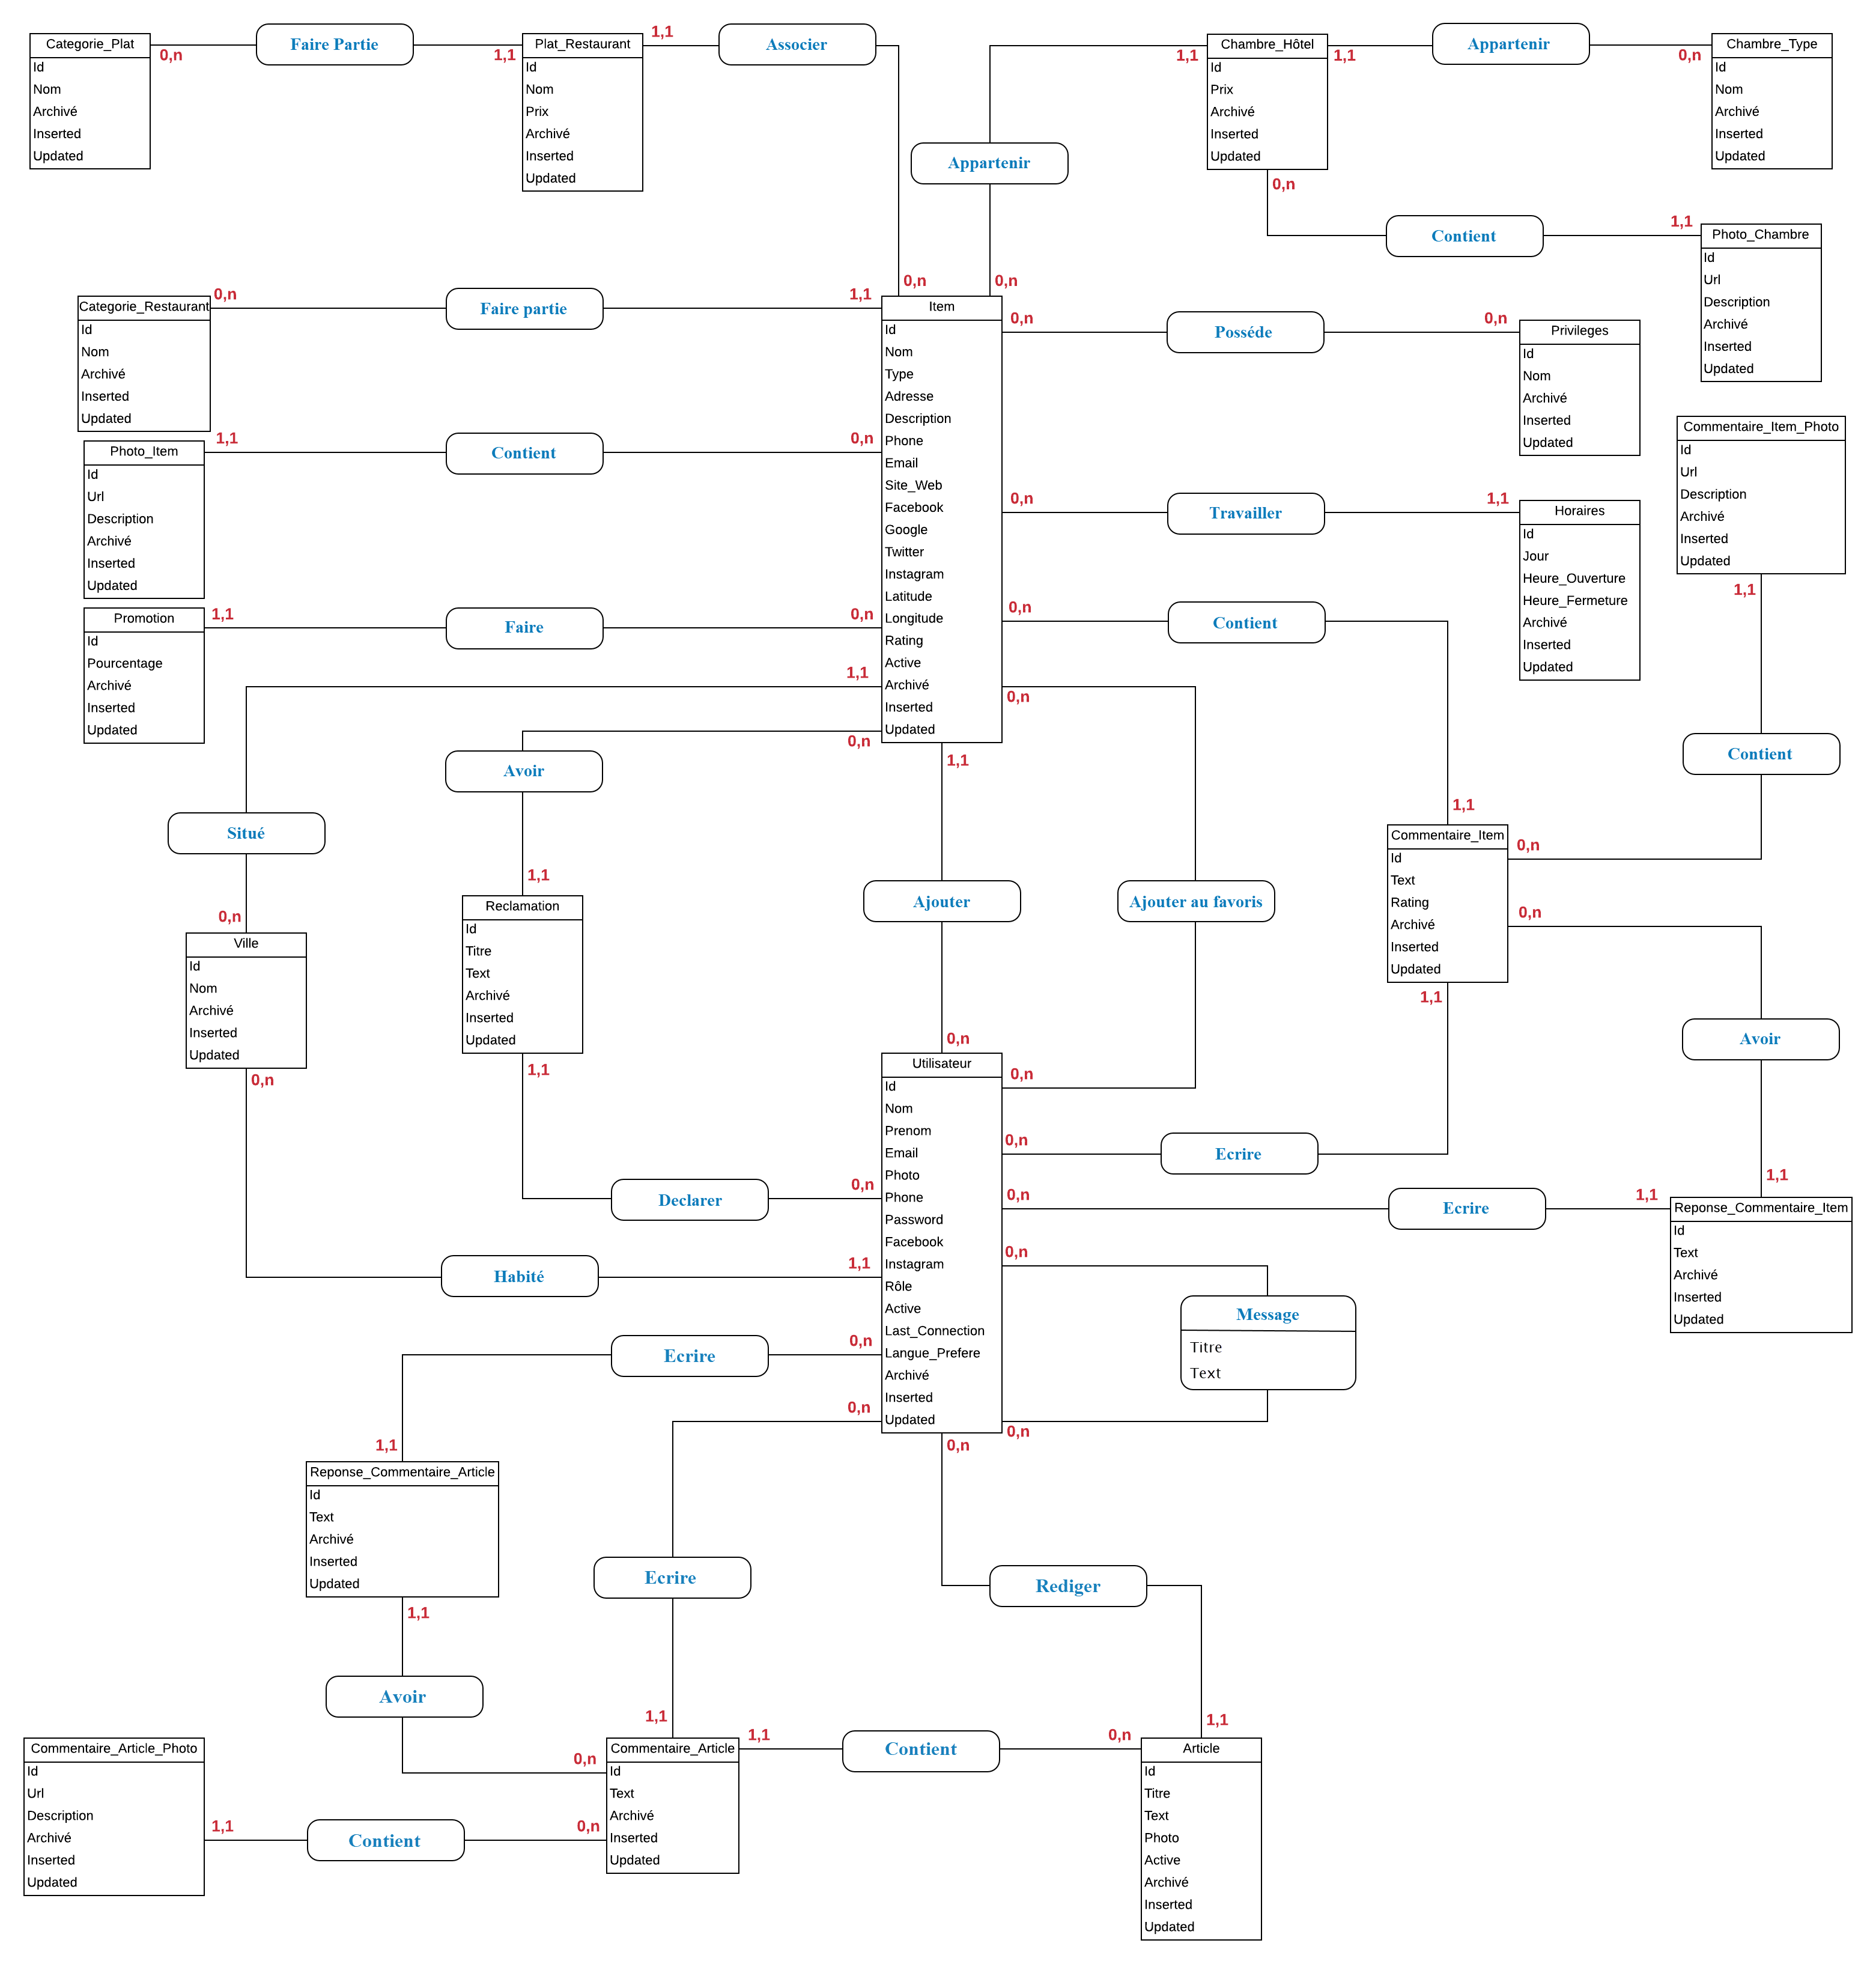 Categorie_Plat
Id
Nom
Archivé
Inserted
Updated
0,n
Faire Partie
1,1
Plat_Restaurant
Id
Nom
Prix
Archivé
Inserted
Updated
1,1
Associer
0,n
Appartenir
0,n
1,1
Chambre_Hôtel
Id
Prix
Archivé
Inserted
Updated
1,1
Appartenir
0,n
Chambre_Type
Id
Nom
Archivé
Inserted
Updated
0,n
Contient
1,1
Photo_Chambre
Id
Url
Description
Archivé
Inserted
Updated
Categorie_Restaurant
Id
Nom
Archivé
Inserted
Updated
0,n
Faire partie
1,1
Item
Id
Nom
Type
Adresse
Description
Phone
Email
Site_Web
Facebook
Google
Twitter
Instagram
Latitude
Longitude
Rating
Active
Archivé
Inserted
Updated
0,n
Posséde
0,n
Privileges
Id
Nom
Archivé
Inserted
Updated
Photo_Item
Id
Url
Description
Archivé
Inserted
Updated
1,1
Contient
0,n
0,n
Travailler
1,1
Horaires
Id
Jour
Heure_Ouverture
Heure_Fermeture
Archivé
Inserted
Updated
Commentaire_Item_Photo
Id
Url
Description
Archivé
Inserted
Updated
1,1
Contient
0,n
Promotion
Id
Pourcentage
Archivé
Inserted
Updated
1,1
Faire
0,n
0,n
Contient
1,1
1,1
Situé
0,n
0,n
Avoir
1,1
1,1
Ajouter
0,n
0,n
Ajouter au favoris
0,n
Commentaire_Item
Id
Text
Rating
Archivé
Inserted
Updated
0,n
Avoir
1,1
1,1
Ecrire
0,n
Ville
Id
Nom
Archivé
Inserted
Updated
0,n
Habité
1,1
Reclamation
Id
Titre
Text
Archivé
Inserted
Updated
1,1
Declarer
0,n
Utilisateur
Id
Nom
Prenom
Email
Photo
Phone
Password
Facebook
Instagram
Rôle
Active
Last_Connection
Langue_Prefere
Archivé
Inserted
Updated
0,n
Ecrire
1,1
Reponse_Commentaire_Item
Id
Text
Archivé
Inserted
Updated
0,n
Message
Titre
Text
0,n
0,n
Ecrire
1,1
Reponse_Commentaire_Article
Id
Text
Archivé
Inserted
Updated
1,1
Avoir
0,n
0,n
Ecrire
1,1
0,n
Rediger
1,1
Commentaire_Article_Photo
Id
Url
Description
Archivé
Inserted
Updated
1,1
Contient
0,n
Commentaire_Article
Id
Text
Archivé
Inserted
Updated
1,1
Contient
0,n
Article
Id
Titre
Text
Photo
Active
Archivé
Inserted
Updated